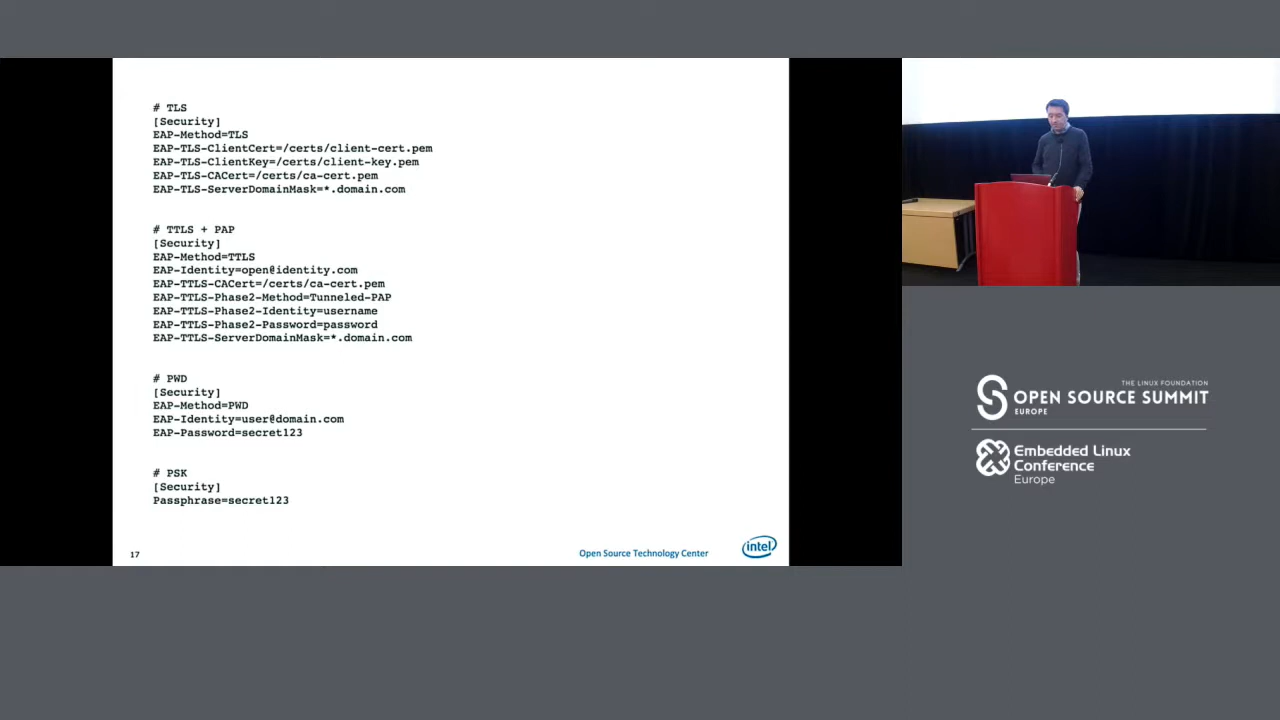 # TLS
[Security]
EAP-Method=TLS
EAP-TLS-ClientCert=/certs/client-cert.pem
EAP-TLS-ClientKey=/certs/client-key.pem
EAP-TLS-CACert=/certs/ca-cert.pem
EAP-TLS-ServerDomainMask=*.domain.com
# TTLS + PAP
[Security]
EAP-Method=TTLS
EAP-Identity=open@identity.com
EAP-TTLS-CACert=/certs/ca-cert.pem
EAP-TTLS-Phase2-Method=Tunneled-PAP
EAP-TTLS-Phase2-Identity=username
EAP-TTLS-Phase2-Password=password
EAP-TTLS-ServerDomainMask=*.domain.com
# PWD
[Security]
EAP-Method=PWD
EAP-Identity=user@domain.com
EAP-Password=secret123
# PSK
[Security]
Passphrase=secret123
17
Open Source Technology Center
intel
THE LINUX FOUNDATION
OPEN SOURCE SUMMIT
EUROPE
Embedded Linux
Conference
Europe